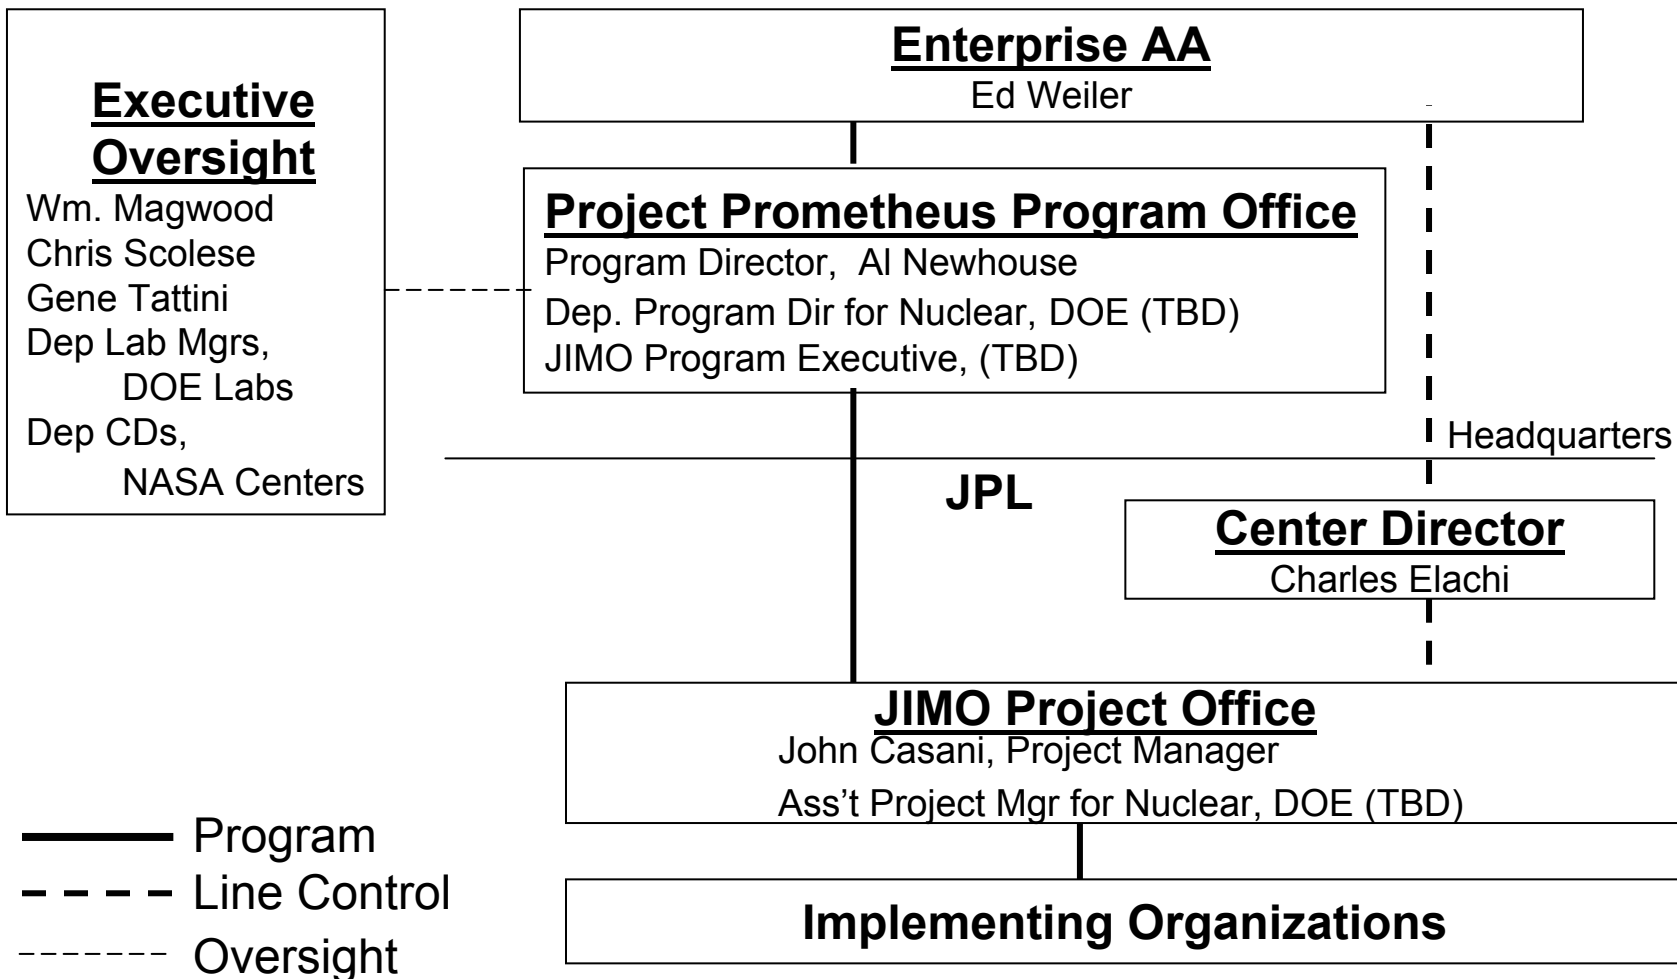 Executive
Oversight
Wm. Magwood
Chris Scolese
Gene Tattini
Dep Lab Mgrs,
DOE Labs
Dep CDs,
NASA Centers
Enterprise AA
Ed Weiler
Project Prometheus Program Office
Program Director, Al Newhouse
Dep. Program Dir for Nuclear, DOE (TBD)
JIMO Program Executive, (TBD)
Headquarters
JPL
Center Director
Charles Elachi
JIMO Project Office
John Casani, Project Manager
Ass’t Project Mgr for Nuclear, DOE (TBD)
Implementing Organizations
Program
Line Control
Oversight